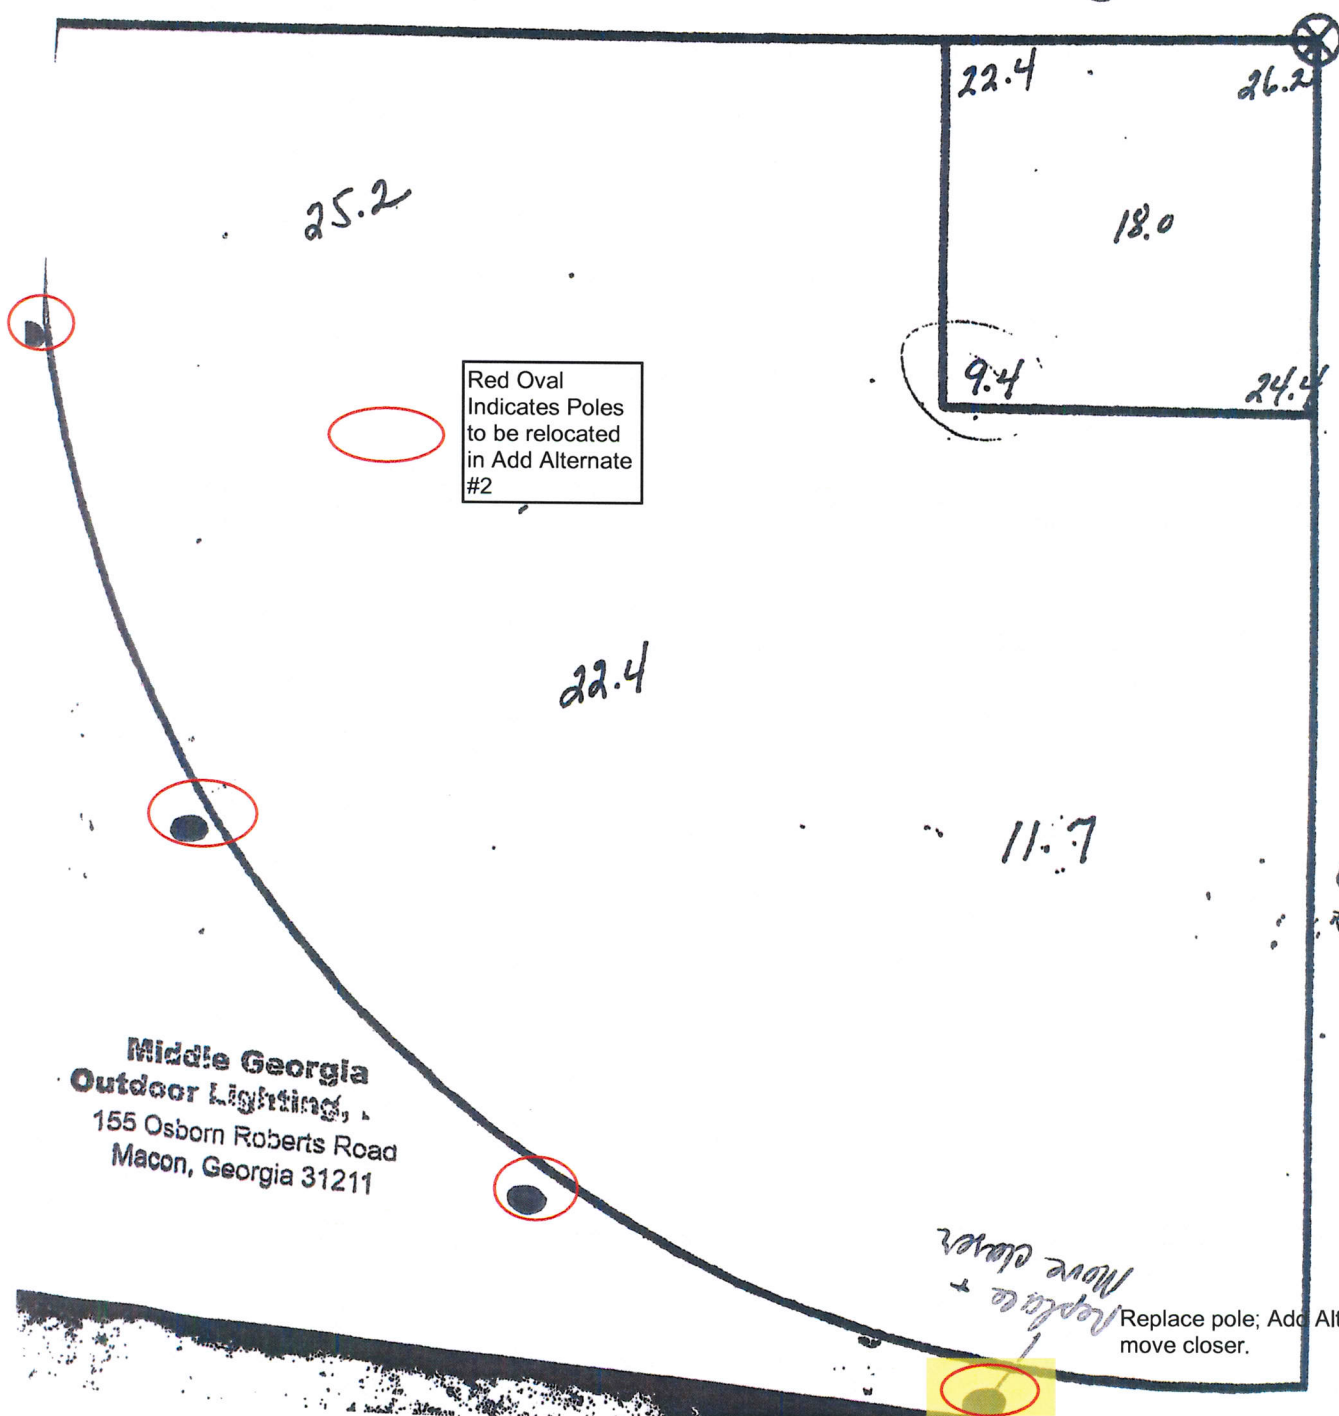 22.4
26.2
25.2
18.0
9.4
24.4
Red Oval
Indicates Poles
to be relocated
in Add Alternate
#2
22.4
11.7
Middle Georgia
Outdoor Lighting,
155 Osborn Roberts Road
Macon, Georgia 31211
Replace +
Move closer
Replace pole; Add Alt
move closer.